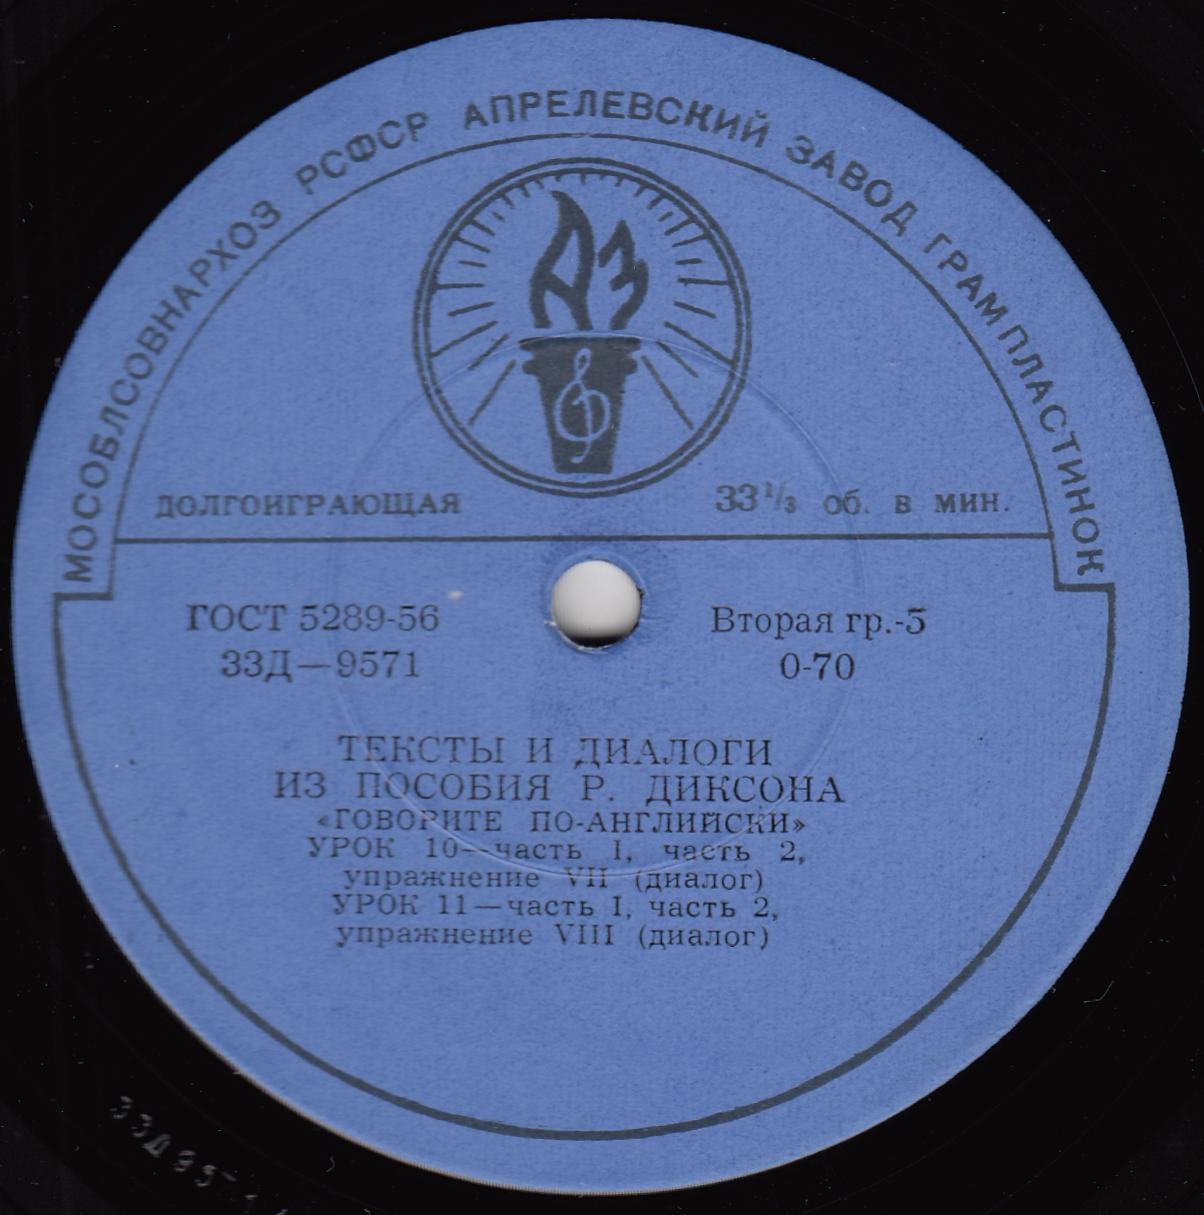 МОСОБЛСОВНАРХОЗ РСФСР АПРЕЛЕВСКИЙ ЗАВОД ГРАМПЛАСТИНОК
АЗ
ДОЛГОИГРАЮЩАЯ 33 1/3 об. в мин.
ГОСТ 5289-56 Вторая гр.-5
33Д—9571 0-70
ТЕКСТЫ И ДИАЛОГИ
ИЗ ПОСОБИЯ Р. ДИКСОНА
«ГОВОРИТЕ ПО-АНГЛИЙСКИ»
УРОК 10—часть I, часть 2,
упражнение VII (диалог)
УРОК 11—часть I, часть 2,
упражнение VIII (диалог)